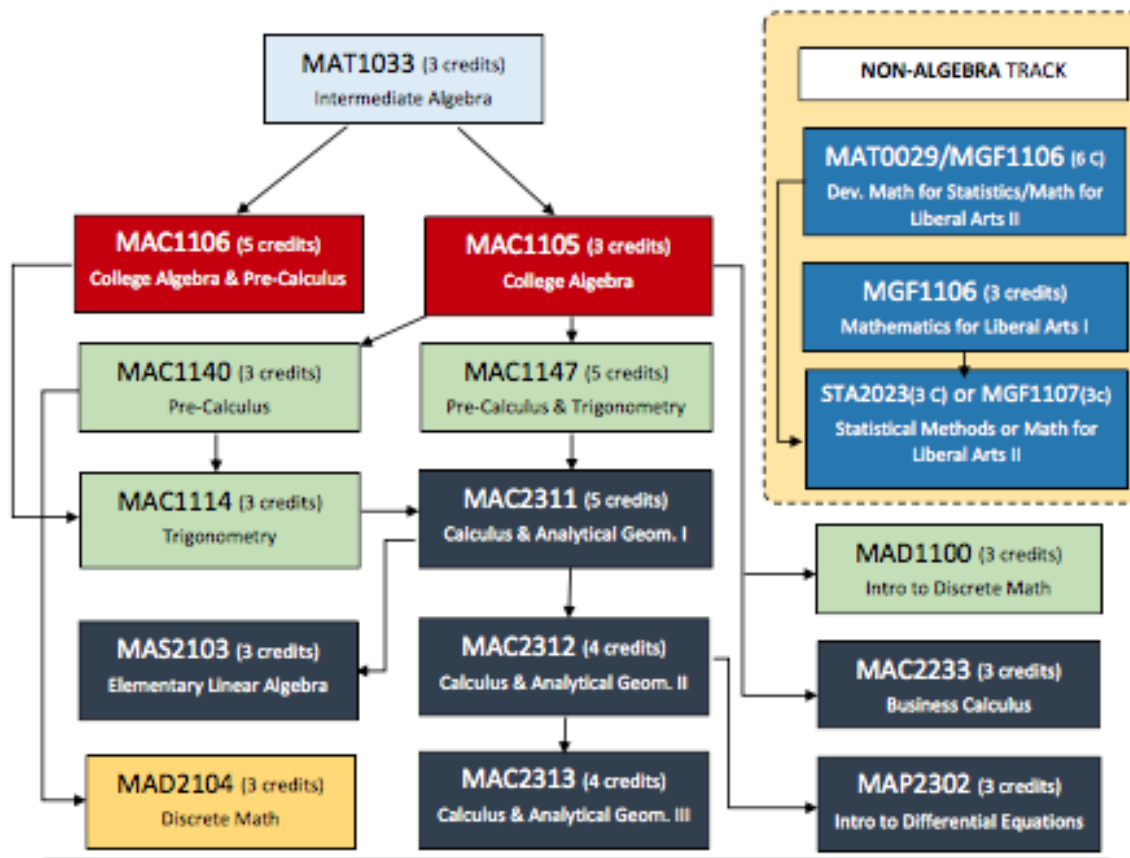 MAT1033 (3 credits)
Intermediate Algebra
NON-ALGEBRA TRACK
MAT0029/MGF1106 (6 C)
Dev. Math for Statistics/Math for
Liberal Arts II
MAC1106 (5 credits)
College Algebra & Pre-Calculus
MAC1105 (3 credits)
College Algebra
MGF1106 (3 credits)
Mathematics for Liberal Arts I
MAC1140 (3 credits)
Pre-Calculus
MAC1147 (5 credits)
Pre-Calculus & Trigonometry
STA2023(3 C) or MGF1107(3c)
Statistical Methods or Math for
Liberal Arts II
MAC1114 (3 credits)
Trigonometry
MAC2311 (5 credits)
Calculus & Analytical Geom. I
MAD1100 (3 credits)
Intro to Discrete Math
MAS2103 (3 credits)
Elementary Linear Algebra
MAC2312 (4 credits)
Calculus & Analytical Geom. II
MAC2233 (3 credits)
Business Calculus
MAD2104 (3 credits)
Discrete Math
MAC2313 (4 credits)
Calculus & Analytical Geom. III
MAP2302 (3 credits)
Intro to Differential Equations